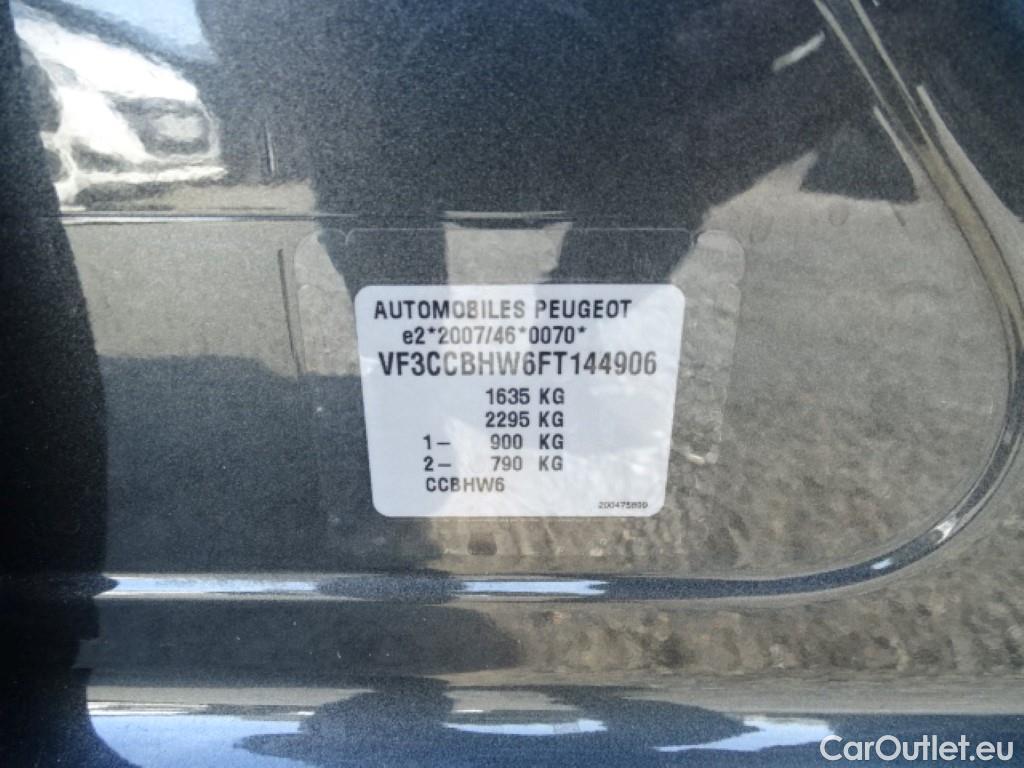 AUTOMOBILES PEUGEOT
e2*2007/46*0070*
VF3CCBHW6FT144906
1635 KG
2295 KG
1– 900 KG
2– 790 KG
CCBHW6
CarOutlet.eu